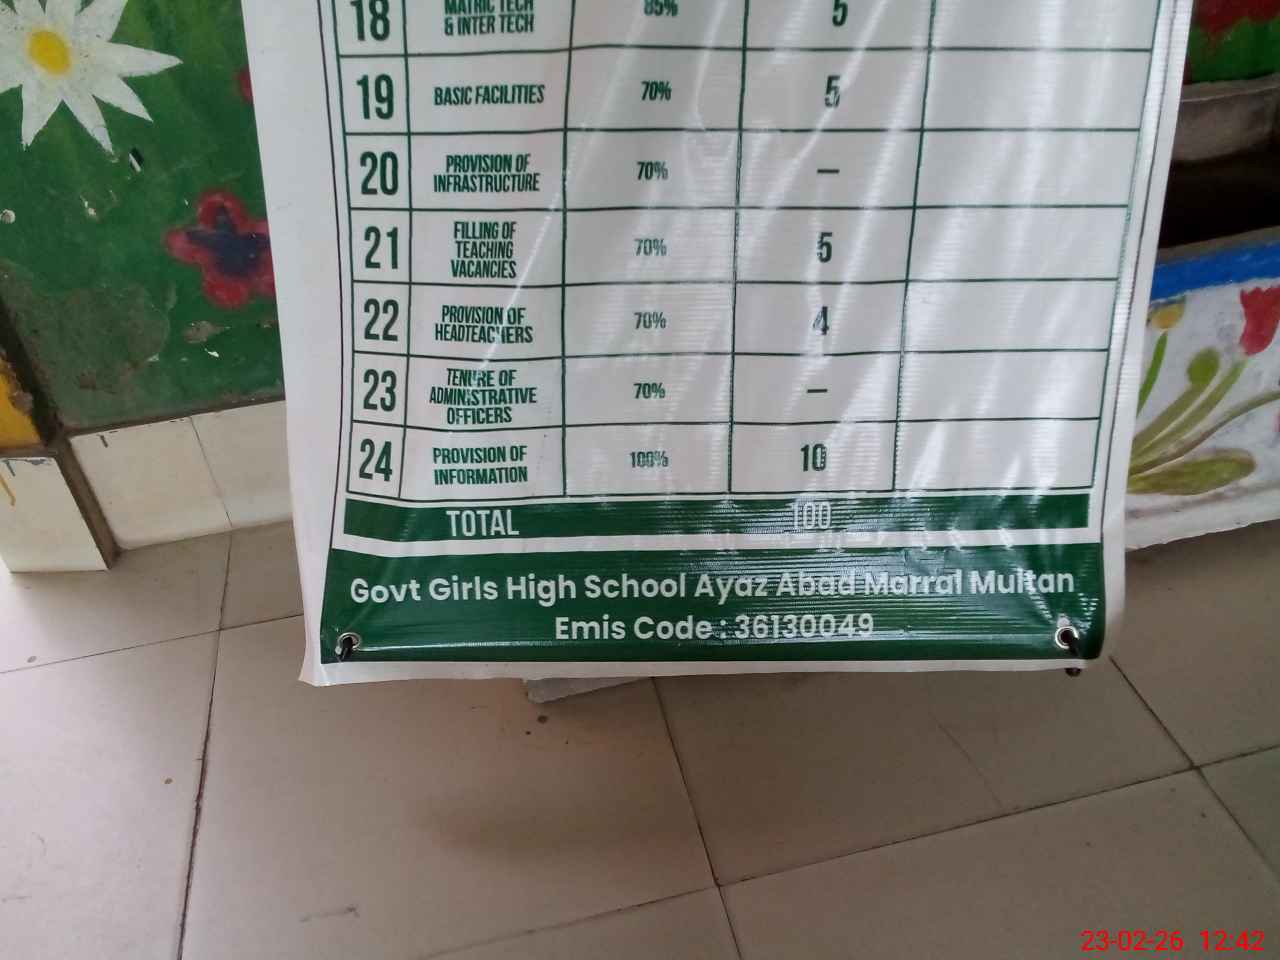 18 MATRIC TECH & INTER TECH 85% 5
19 BASIC FACILITIES 70% 5
20 PROVISION OF INFRASTRUCTURE 70% –
21 FILLING OF TEACHING VACANCIES 70% 5
22 PROVISION OF HEADTEACHERS 70% 4
23 TENURE OF ADMINISTRATIVE OFFICERS 70% –
24 PROVISION OF INFORMATION 100% 10
TOTAL 100
Govt Girls High School Ayaz Abad Marral Multan
Emis Code : 36130049
23-02-26 12:42